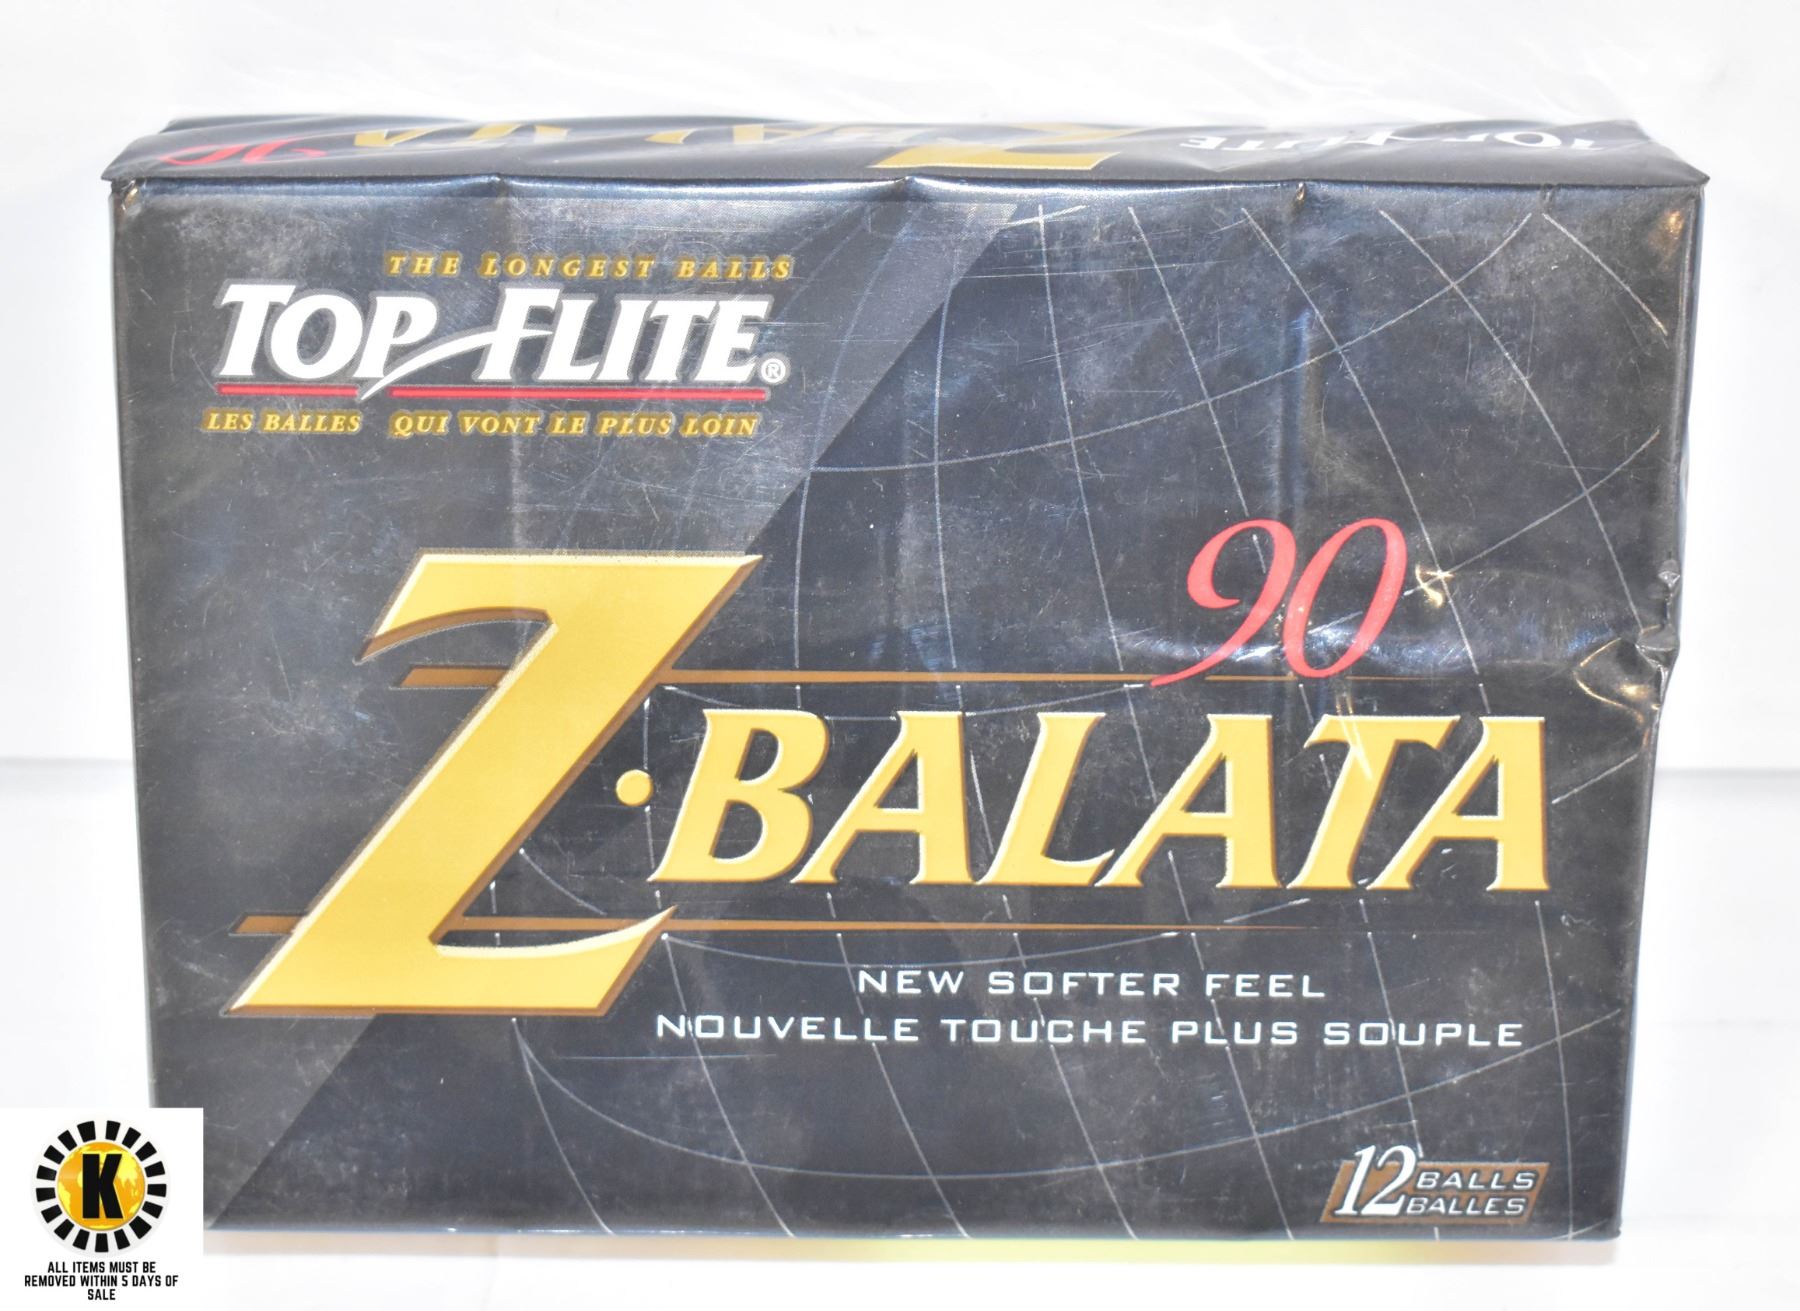 90 Z·BALATA TOP FLITE
THE LONGEST BALLS
TOP FLITE®
LES BALLES QUI VONT LE PLUS LOIN
90
Z·BALATA
NEW SOFTER FEEL
NOUVELLE TOUCHE PLUS SOUPLE
12 BALLS
BALLES
K
ALL ITEMS MUST BE
REMOVED WITHIN 5 DAYS OF
SALE